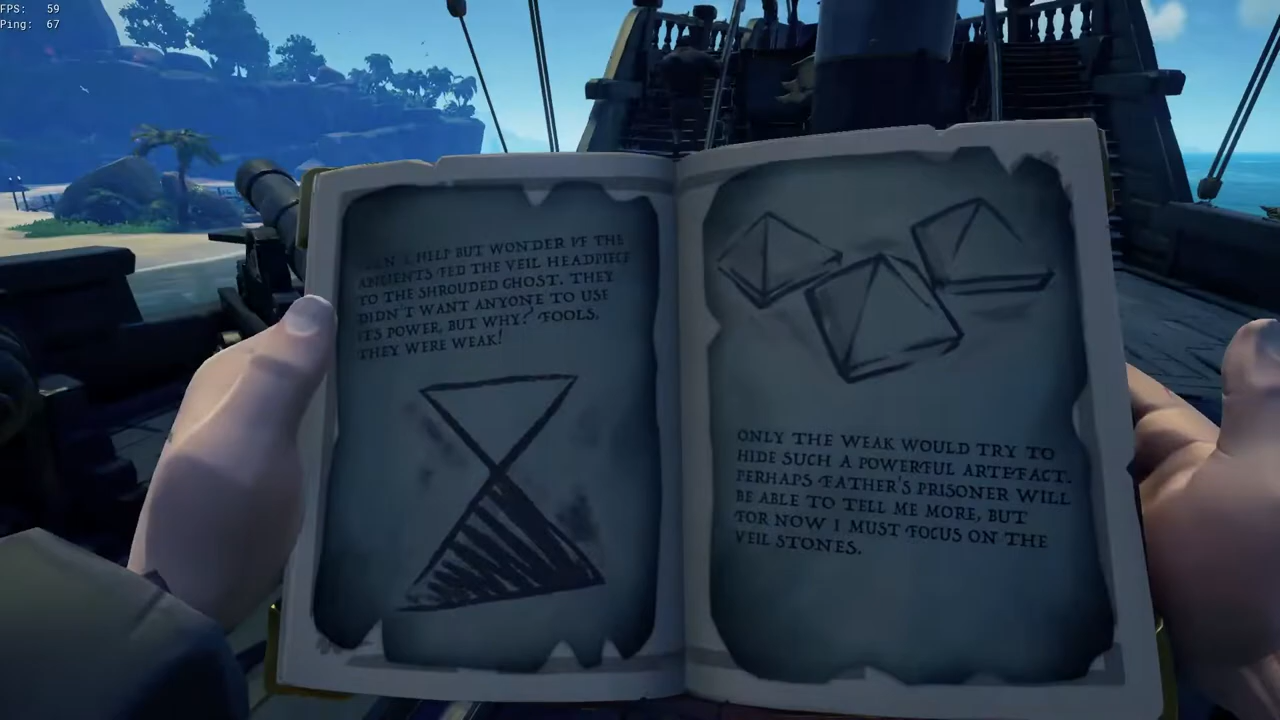 FPS: 59
Ping: 67
BUT WONDER IF THE
ANCIENTS FED THE VEIL HEADPIECE
TO THE SHROUDED GHOST. THEY
DIDN'T WANT ANYONE TO USE
ITS POWER, BUT WHY? FOOLS,
THEY WERE WEAK!
ONLY THE WEAK WOULD TRY TO
HIDE SUCH A POWERFUL ARTEFACT.
PERHAPS FATHER'S PRISONER WILL
BE ABLE TO TELL ME MORE, BUT
FOR NOW I MUST FOCUS ON THE
VEIL STONES.